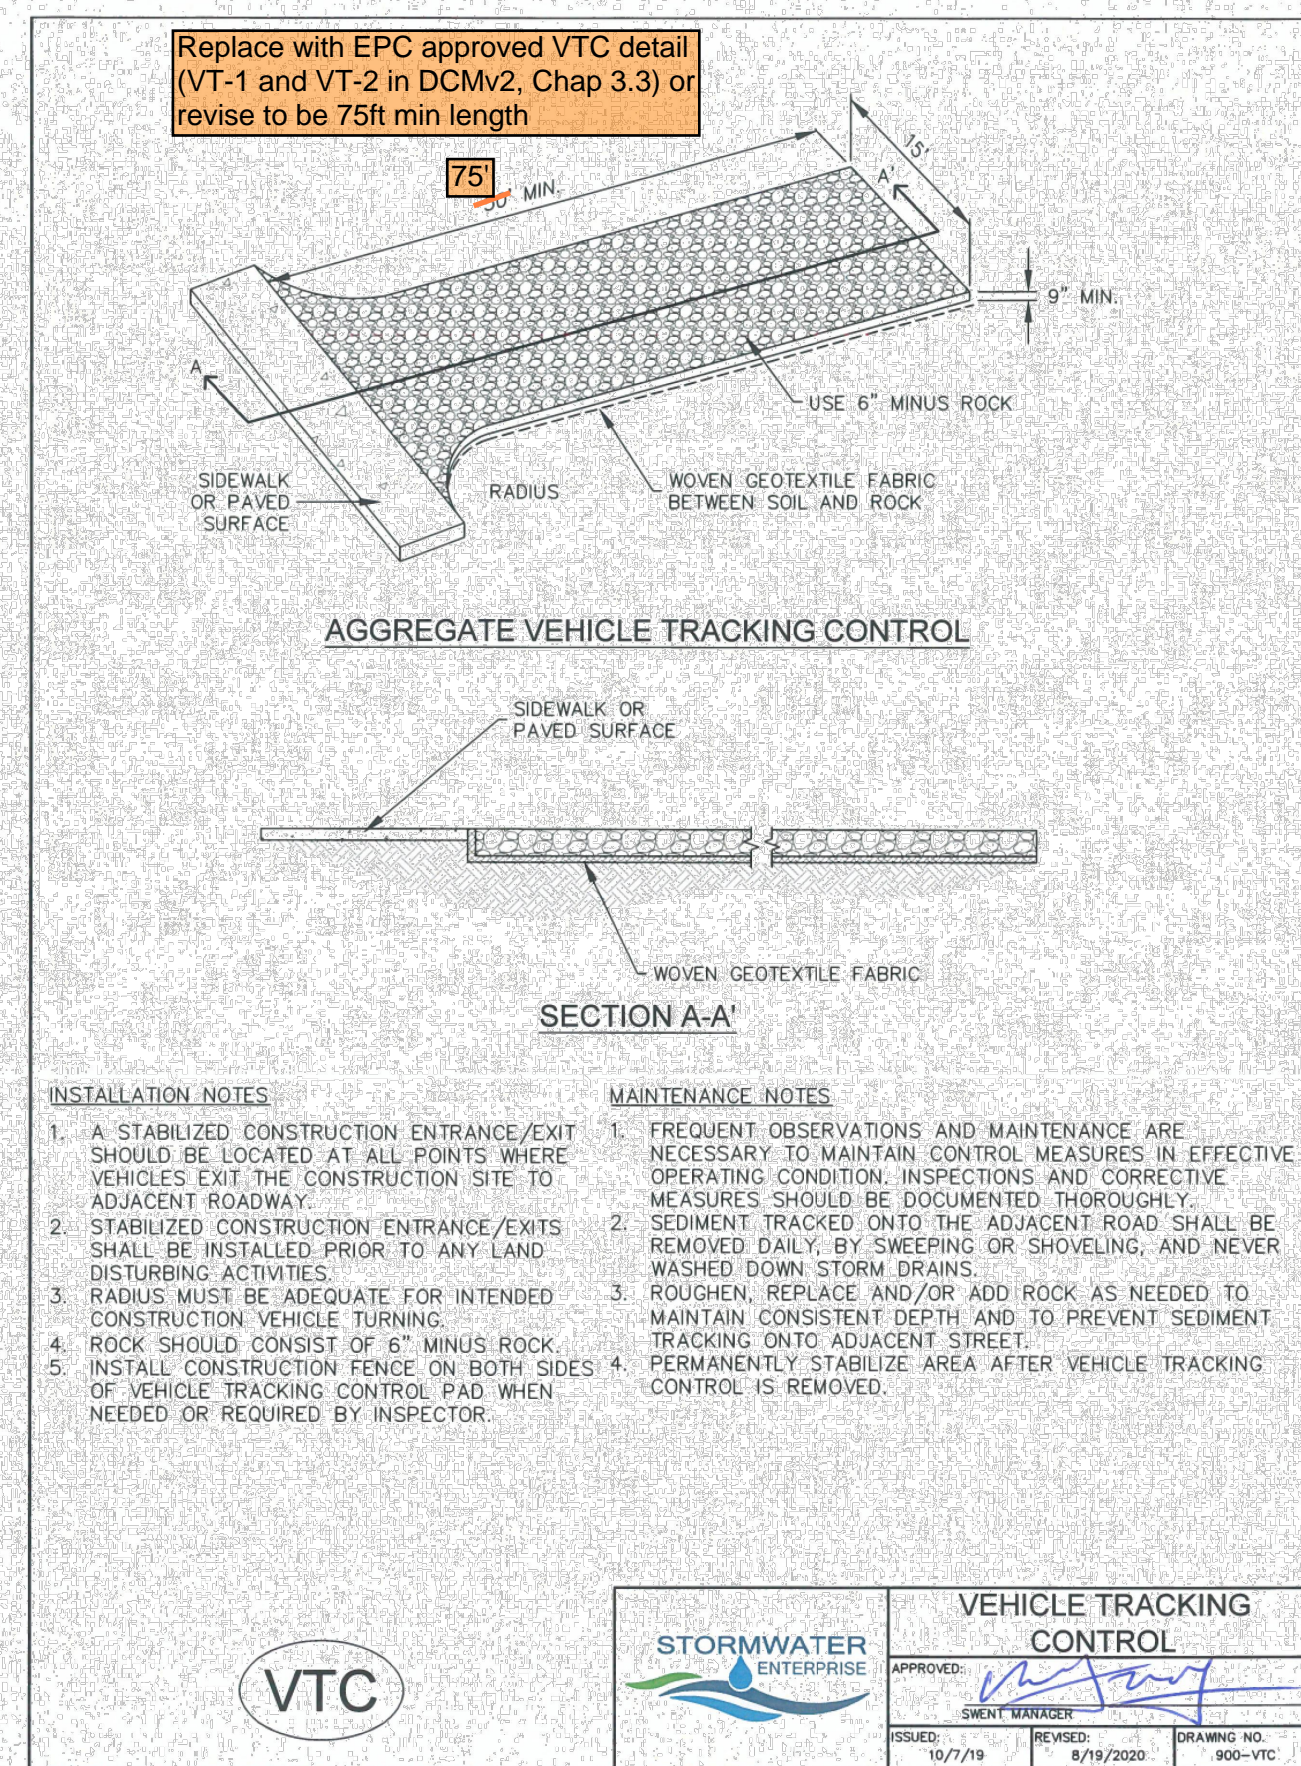 Replace with EPC approved VTC detail
(VT-1 and VT-2 in DCMv2, Chap 3.3) or
revise to be 75ft min length
75'
50' MIN.
15'
A'
9" MIN.
A
USE 6" MINUS ROCK
SIDEWALK
OR PAVED
SURFACE
RADIUS
WOVEN GEOTEXTILE FABRIC
BETWEEN SOIL AND ROCK
AGGREGATE VEHICLE TRACKING CONTROL
SIDEWALK OR
PAVED SURFACE
WOVEN GEOTEXTILE FABRIC
SECTION A-A'
INSTALLATION NOTES
1. A STABILIZED CONSTRUCTION ENTRANCE/EXIT
SHOULD BE LOCATED AT ALL POINTS WHERE
VEHICLES EXIT THE CONSTRUCTION SITE TO
ADJACENT ROADWAY.
2. STABILIZED CONSTRUCTION ENTRANCE/EXITS
SHALL BE INSTALLED PRIOR TO ANY LAND
DISTURBING ACTIVITIES.
3. RADIUS MUST BE ADEQUATE FOR INTENDED
CONSTRUCTION VEHICLE TURNING.
4. ROCK SHOULD CONSIST OF 6" MINUS ROCK.
5. INSTALL CONSTRUCTION FENCE ON BOTH SIDES
OF VEHICLE TRACKING CONTROL PAD WHEN
NEEDED OR REQUIRED BY INSPECTOR.
MAINTENANCE NOTES
1. FREQUENT OBSERVATIONS AND MAINTENANCE ARE
NECESSARY TO MAINTAIN CONTROL MEASURES IN EFFECTIVE
OPERATING CONDITION. INSPECTIONS AND CORRECTIVE
MEASURES SHOULD BE DOCUMENTED THOROUGHLY.
2. SEDIMENT TRACKED ONTO THE ADJACENT ROAD SHALL BE
REMOVED DAILY, BY SWEEPING OR SHOVELING, AND NEVER
WASHED DOWN STORM DRAINS.
3. ROUGHEN, REPLACE AND/OR ADD ROCK AS NEEDED TO
MAINTAIN CONSISTENT DEPTH AND TO PREVENT SEDIMENT
TRACKING ONTO ADJACENT STREET.
4. PERMANENTLY STABILIZE AREA AFTER VEHICLE TRACKING
CONTROL IS REMOVED.
VTC
STORMWATER
ENTERPRISE
VEHICLE TRACKING
CONTROL
APPROVED:
SWENT MANAGER
ISSUED:
10/7/19
REVISED:
8/19/2020
DRAWING NO.
900-VTC